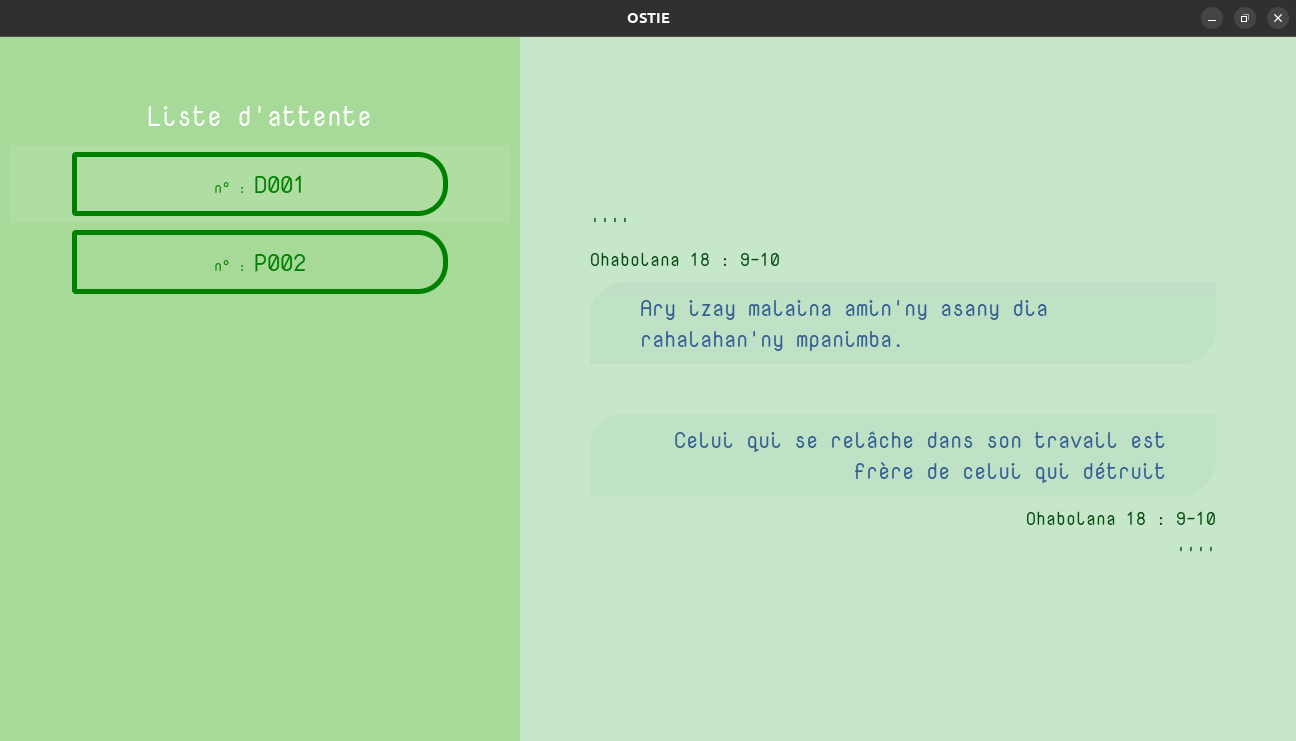 OSTIE
Liste d'attente
n° : D001
n° : P002
''''
Ohabolana 18 : 9-10
Ary izay malaina amin'ny asany dia
rahalahan'ny mpanimba.
Celui qui se relâche dans son travail est
frère de celui qui détruit
Ohabolana 18 : 9-10
''''